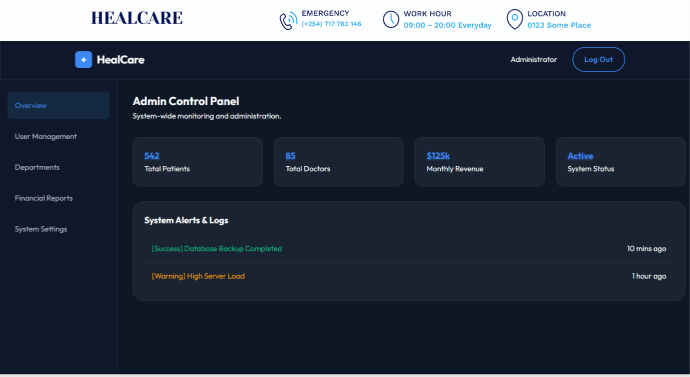 HEALCARE
EMERGENCY
(+254) 717 783 146
WORK HOUR
09:00 - 20:00 Everyday
LOCATION
0123 Some Place
HealCare
Administrator
Log Out
Overview
User Management
Departments
Financial Reports
System Settings
Admin Control Panel
System-wide monitoring and administration.
542
Total Patients
85
Total Doctors
$125k
Monthly Revenue
Active
System Status
System Alerts & Logs
[Success] Database Backup Completed
10 mins ago
[Warning] High Server Load
1 hour ago